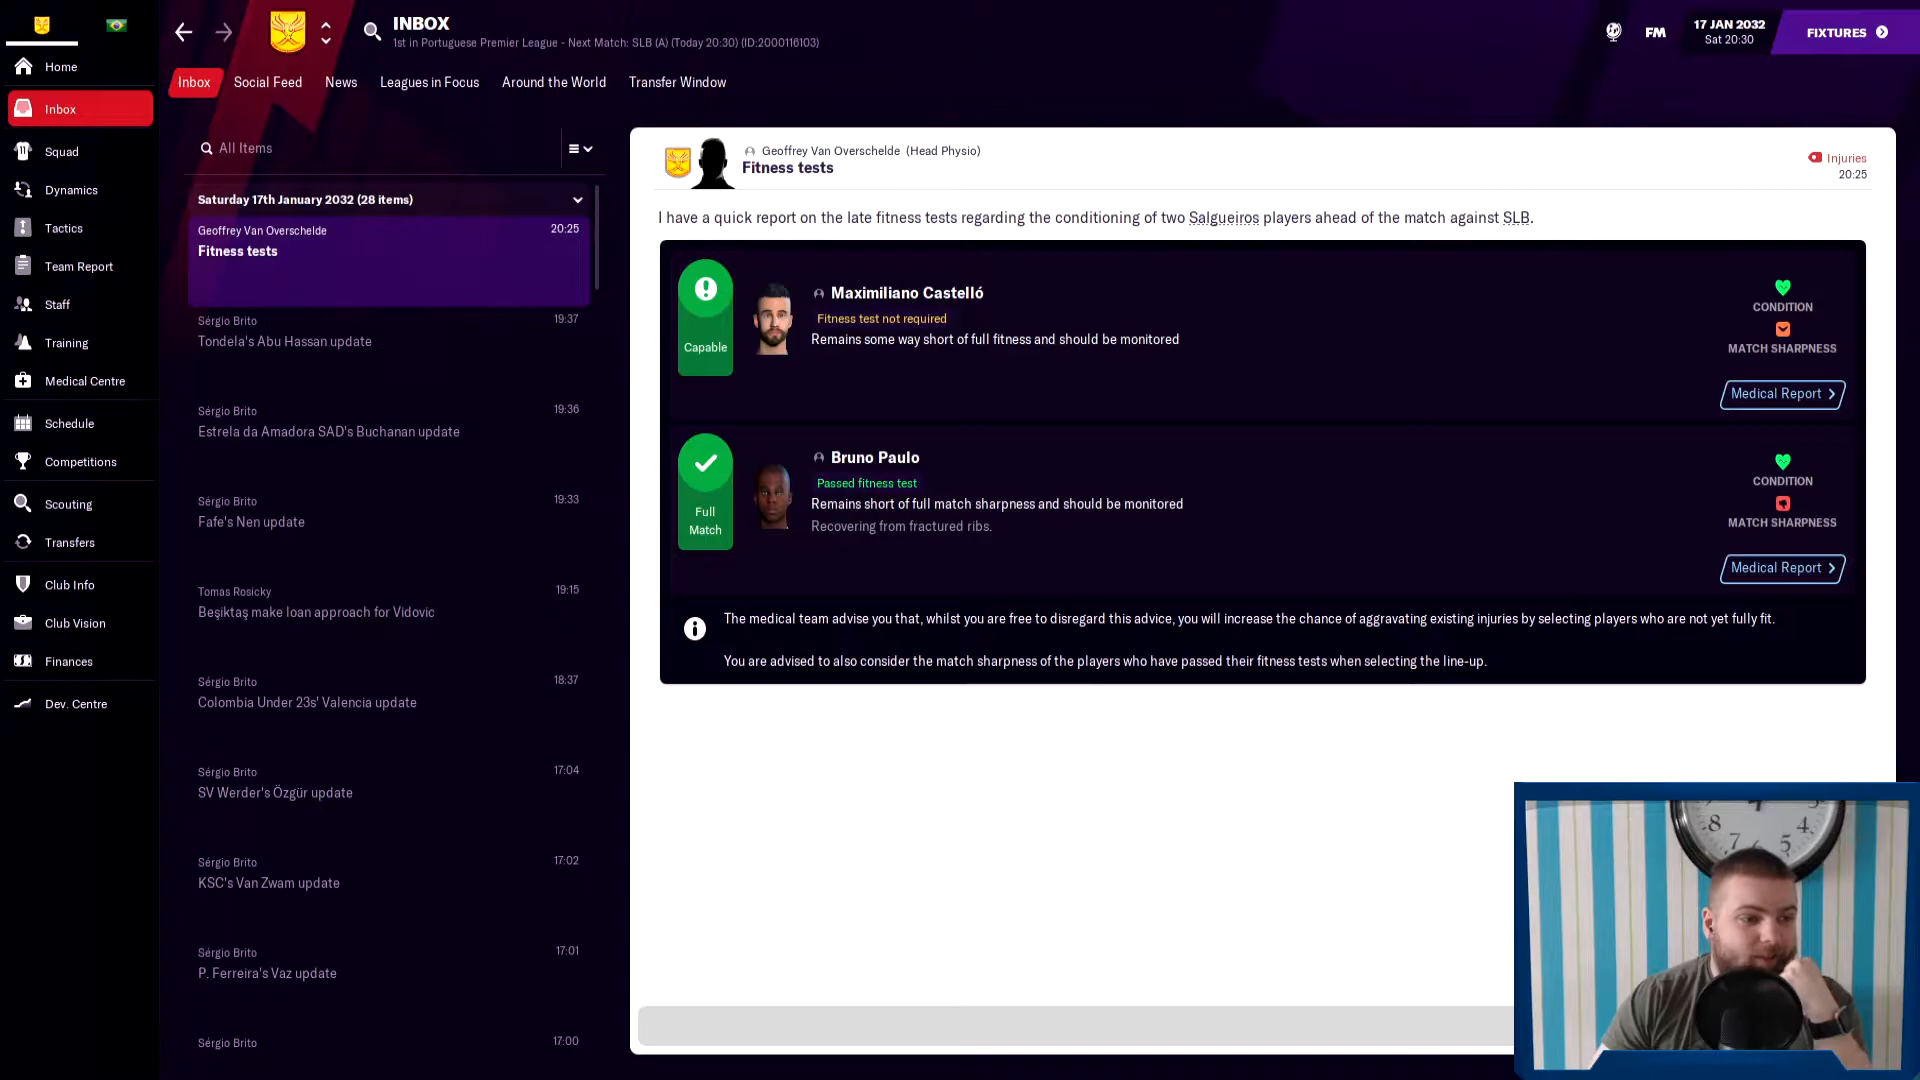 INBOX
1st in Portuguese Premier League - Next Match: SLB (A) (Today 20:30) (ID:2000116103)
FM
17 JAN 2032
Sat 20:30
FIXTURES
Home
Inbox
Squad
Dynamics
Tactics
Team Report
Staff
Training
Medical Centre
Schedule
Competitions
Scouting
Transfers
Club Info
Club Vision
Finances
Dev. Centre
Inbox
Social Feed
News
Leagues in Focus
Around the World
Transfer Window
All Items
Saturday 17th January 2032 (28 items)
Geoffrey Van Overschelde 20:25
Fitness tests
Sérgio Brito 19:37
Tondela's Abu Hassan update
Sérgio Brito 19:36
Estrela da Amadora SAD's Buchanan update
Sérgio Brito 19:33
Fafe's Nen update
Tomas Rosicky 19:15
Beşiktaş make loan approach for Vidovic
Sérgio Brito 18:37
Colombia Under 23s' Valencia update
Sérgio Brito 17:04
SV Werder's Özgür update
Sérgio Brito 17:02
KSC's Van Zwam update
Sérgio Brito 17:01
P. Ferreira's Vaz update
Sérgio Brito 17:00
Geoffrey Van Overschelde (Head Physio)
Fitness tests
Injuries
20:25
I have a quick report on the late fitness tests regarding the conditioning of two Salgueiros players ahead of the match against SLB.
Capable
Maximiliano Castelló
Fitness test not required
Remains some way short of full fitness and should be monitored
CONDITION
MATCH SHARPNESS
Medical Report
Full
Match
Bruno Paulo
Passed fitness test
Remains short of full match sharpness and should be monitored
Recovering from fractured ribs.
CONDITION
MATCH SHARPNESS
Medical Report
The medical team advise you that, whilst you are free to disregard this advice, you will increase the chance of aggravating existing injuries by selecting players who are not yet fully fit.
You are advised to also consider the match sharpness of the players who have passed their fitness tests when selecting the line-up.
8
7
6
5
4